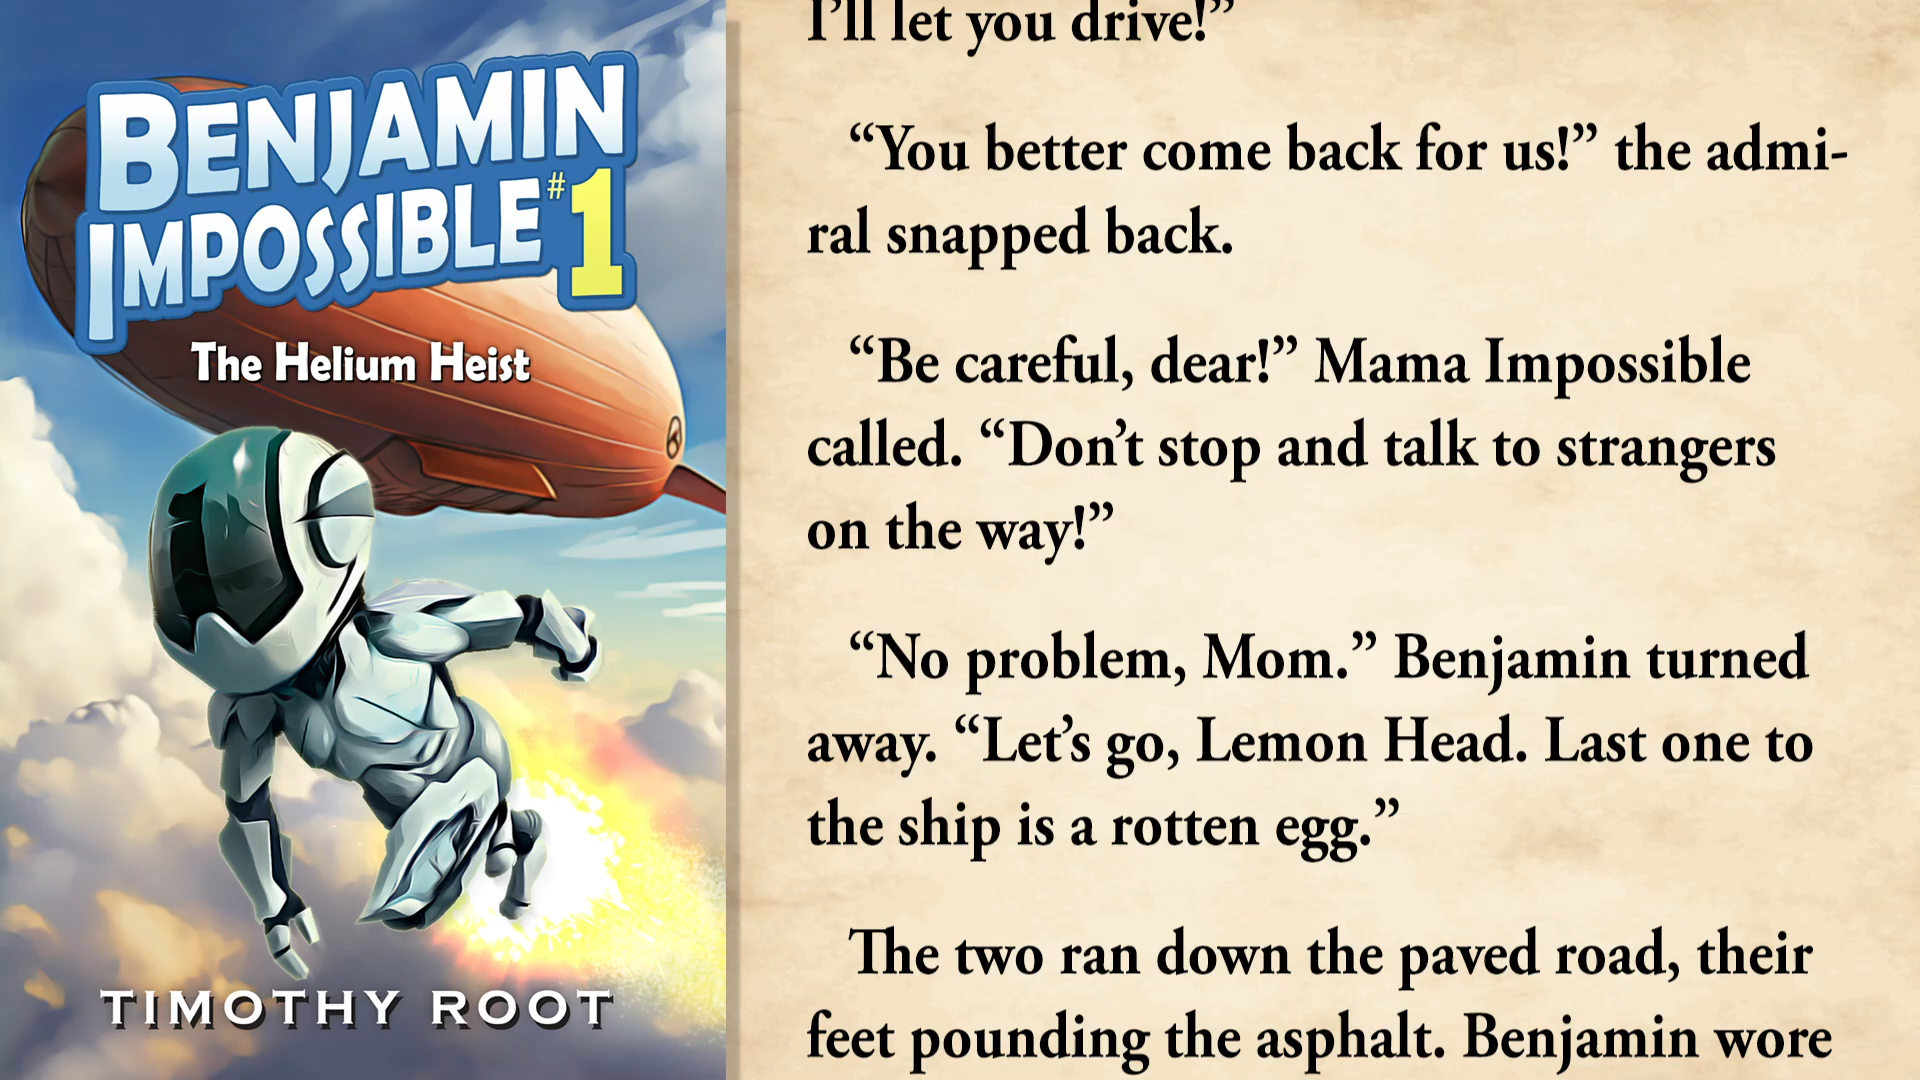 BENJAMIN
IMPOSSIBLE #1
The Helium Heist
TIMOTHY ROOT
I’ll let you drive!”
“You better come back for us!” the admi-
ral snapped back.
“Be careful, dear!” Mama Impossible
called. “Don’t stop and talk to strangers
on the way!”
“No problem, Mom.” Benjamin turned
away. “Let’s go, Lemon Head. Last one to
the ship is a rotten egg.”
The two ran down the paved road, their
feet pounding the asphalt. Benjamin wore